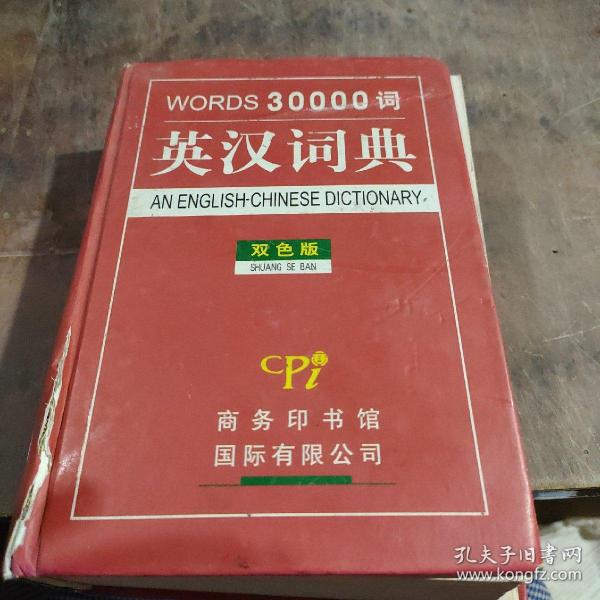 WORDS 30000 词
英汉词典
AN ENGLISH-CHINESE DICTIONARY
双色版
SHUANG SE BAN
CPi
商务印书馆
国际有限公司
孔夫子旧书网
www.kongfz.com